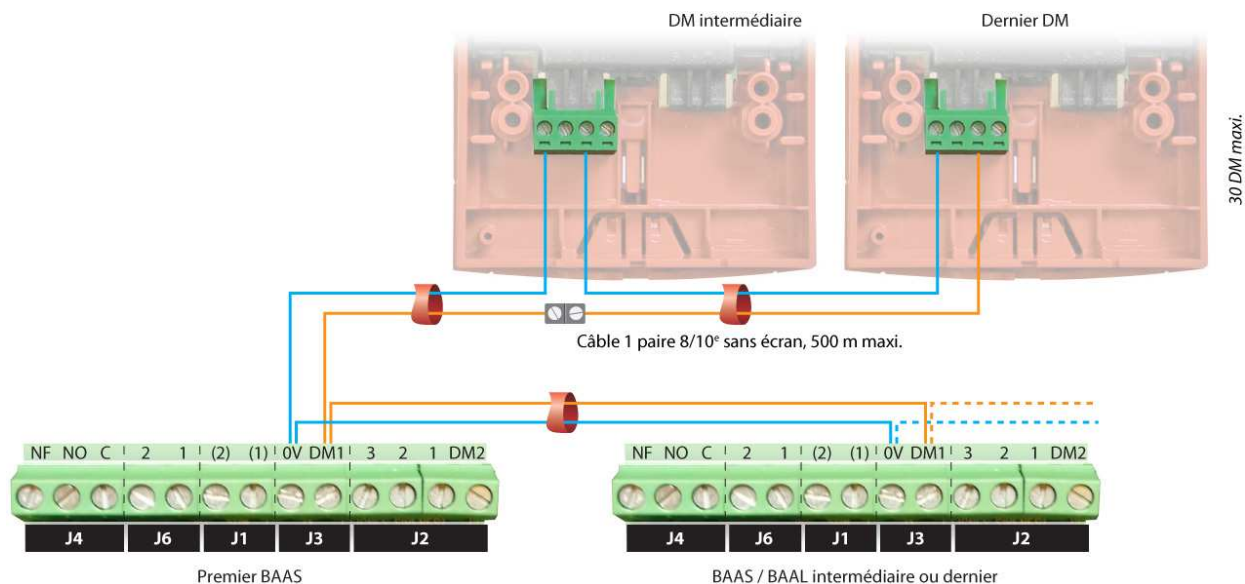 DM intermédiaire
Dernier DM
30 DM maxi.
Câble 1 paire 8/10e sans écran, 500 m maxi.
NF NO C 2 1 (2) (1) 0V DM1 3 2 1 DM2
J4 J6 J1 J3 J2
Premier BAAS
NF NO C 2 1 (2) (1) 0V DM1 3 2 1 DM2
J4 J6 J1 J3 J2
BAAS / BAAL intermédiaire ou dernier